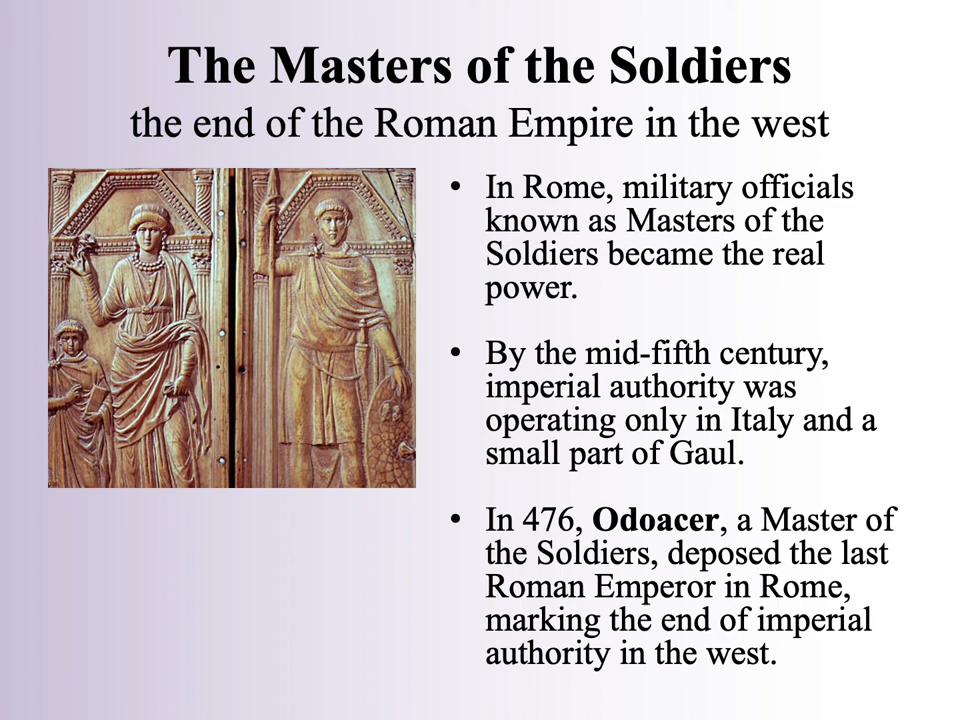 The Masters of the Soldiers
the end of the Roman Empire in the west
• In Rome, military officials
known as Masters of the
Soldiers became the real
power.
• By the mid-fifth century,
imperial authority was
operating only in Italy and a
small part of Gaul.
• In 476, Odoacer, a Master of
the Soldiers, deposed the last
Roman Emperor in Rome,
marking the end of imperial
authority in the west.